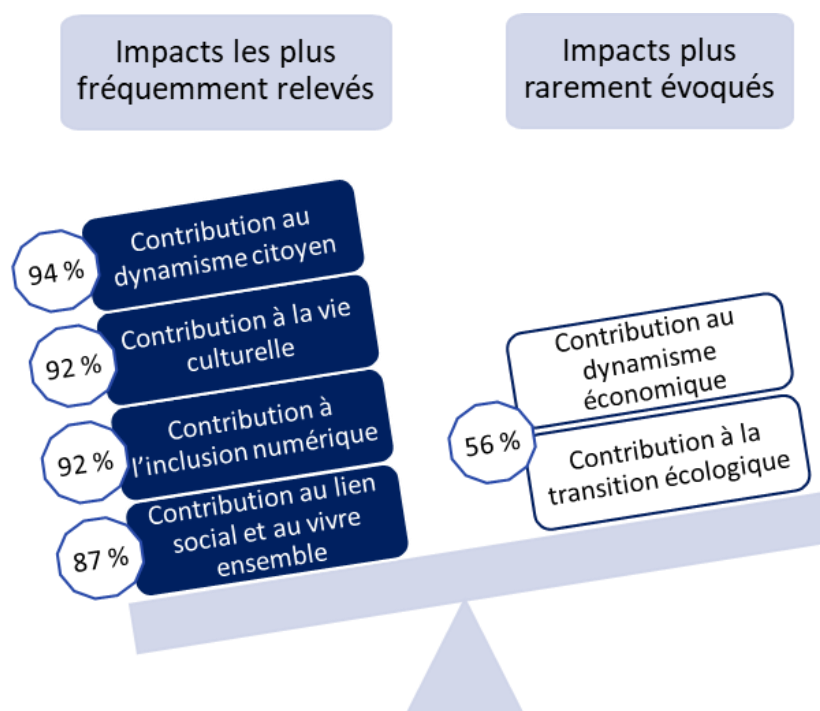 Impacts les plus
fréquemment relevés
Impacts plus
rarement évoqués
94 %
Contribution au
dynamisme citoyen
92 %
Contribution à la vie
culturelle
92 %
Contribution à
l'inclusion numérique
87 %
Contribution au lien
social et au vivre
ensemble
Contribution au
dynamisme
économique
56 %
Contribution à la
transition écologique